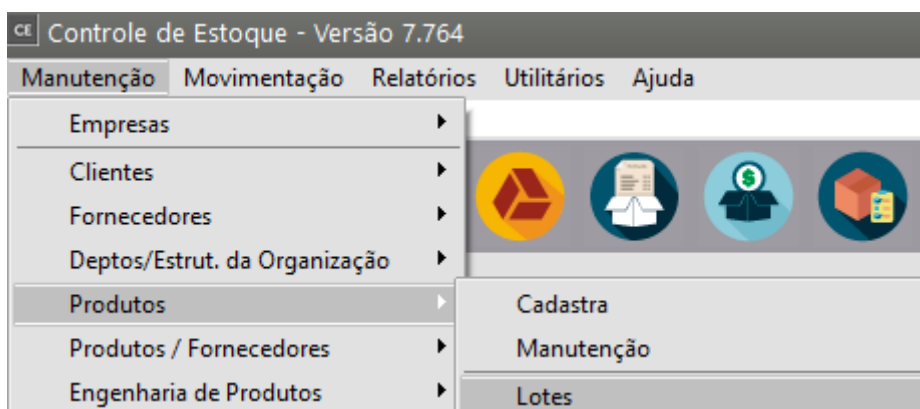 CE Controle de Estoque - Versão 7.764
Manutenção Movimentação Relatórios Utilitários Ajuda
Empresas
Clientes
Fornecedores
Deptos/Estrut. da Organização
Produtos
Cadastra
Produtos / Fornecedores
Manutenção
Engenharia de Produtos
Lotes